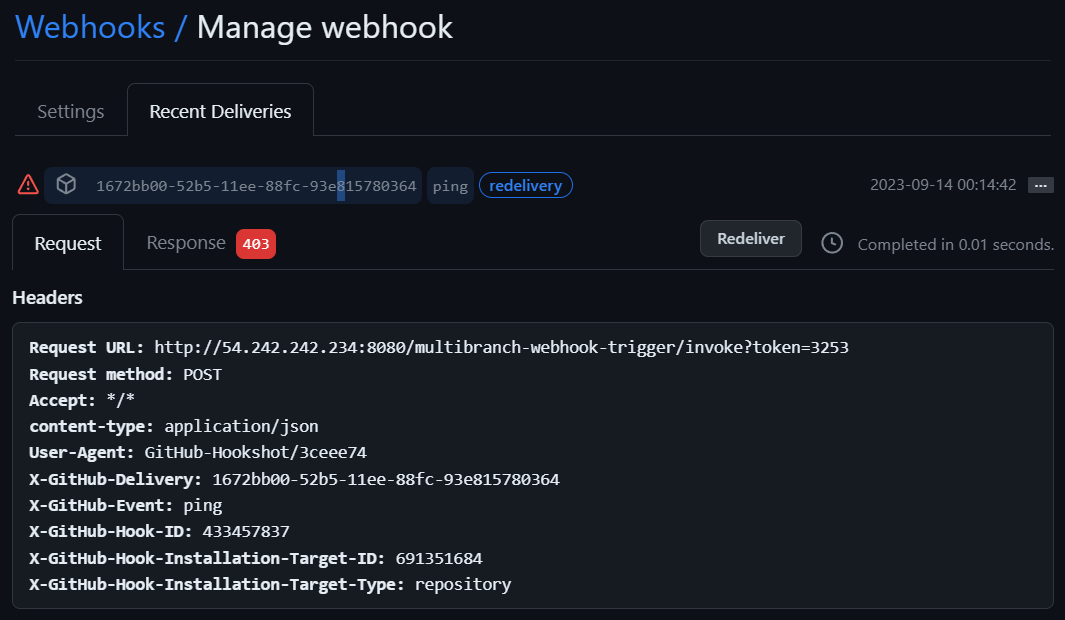 Webhooks / Manage webhook
Settings
Recent Deliveries
1672bb00-52b5-11ee-88fc-93e815780364 ping redelivery 2023-09-14 00:14:42 ...
Request Response 403 Redeliver Completed in 0.01 seconds.
Headers
Request URL: http://54.242.242.234:8080/multibranch-webhook-trigger/invoke?token=3253
Request method: POST
Accept: */*
content-type: application/json
User-Agent: GitHub-Hookshot/3ceee74
X-GitHub-Delivery: 1672bb00-52b5-11ee-88fc-93e815780364
X-GitHub-Event: ping
X-GitHub-Hook-ID: 433457837
X-GitHub-Hook-Installation-Target-ID: 691351684
X-GitHub-Hook-Installation-Target-Type: repository